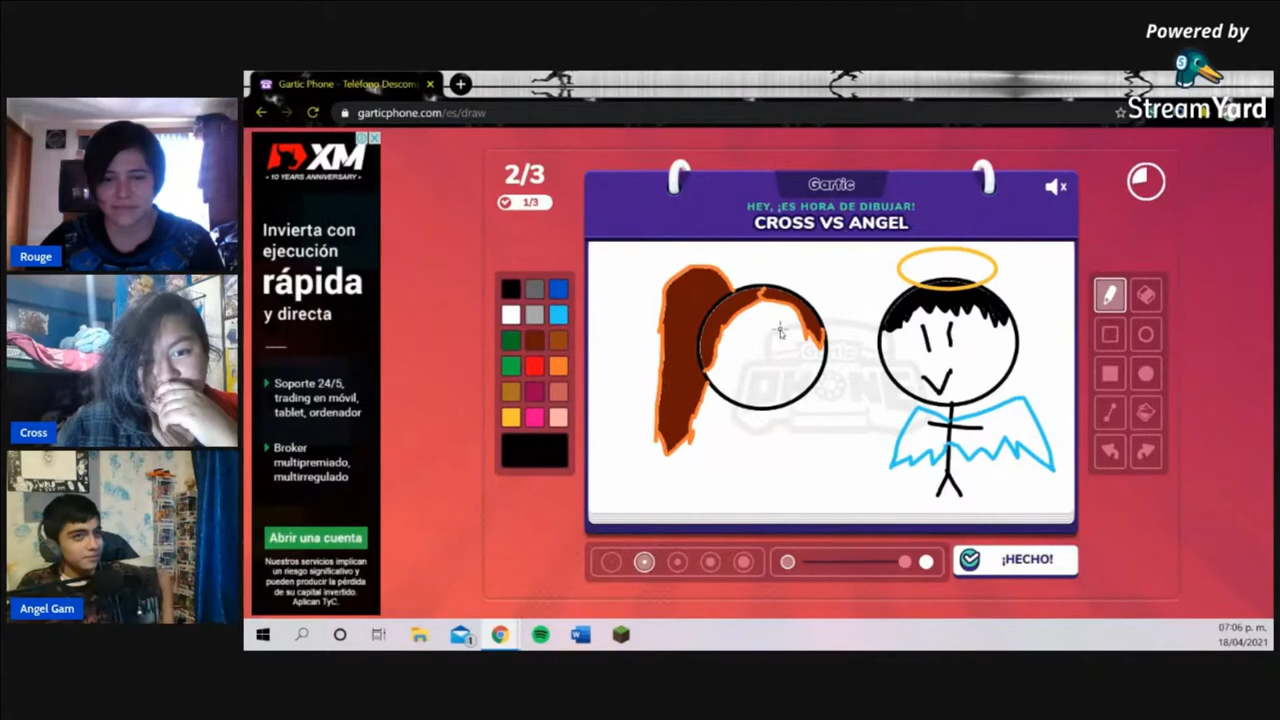 Powered by
StreamYard
Gartic Phone - Teléfono Descom
garticphone.com/es/draw
XM
- 10 YEARS ANNIVERSARY -
Invierta con
ejecución
rápida
y directa
Soporte 24/5,
trading en móvil,
tablet, ordenador
Broker
multipremiado,
multirregulado
Abrir una cuenta
Nuestros servicios implican
un riesgo significativo y
pueden producir la pérdida
de su capital invertido.
Aplican TyC.
2/3
1/3
Gartic
HEY, ¡ES HORA DE DIBUJAR!
CROSS VS ANGEL
¡HECHO!
Rouge
Cross
Angel Gam
07:06 p. m.
18/04/2021